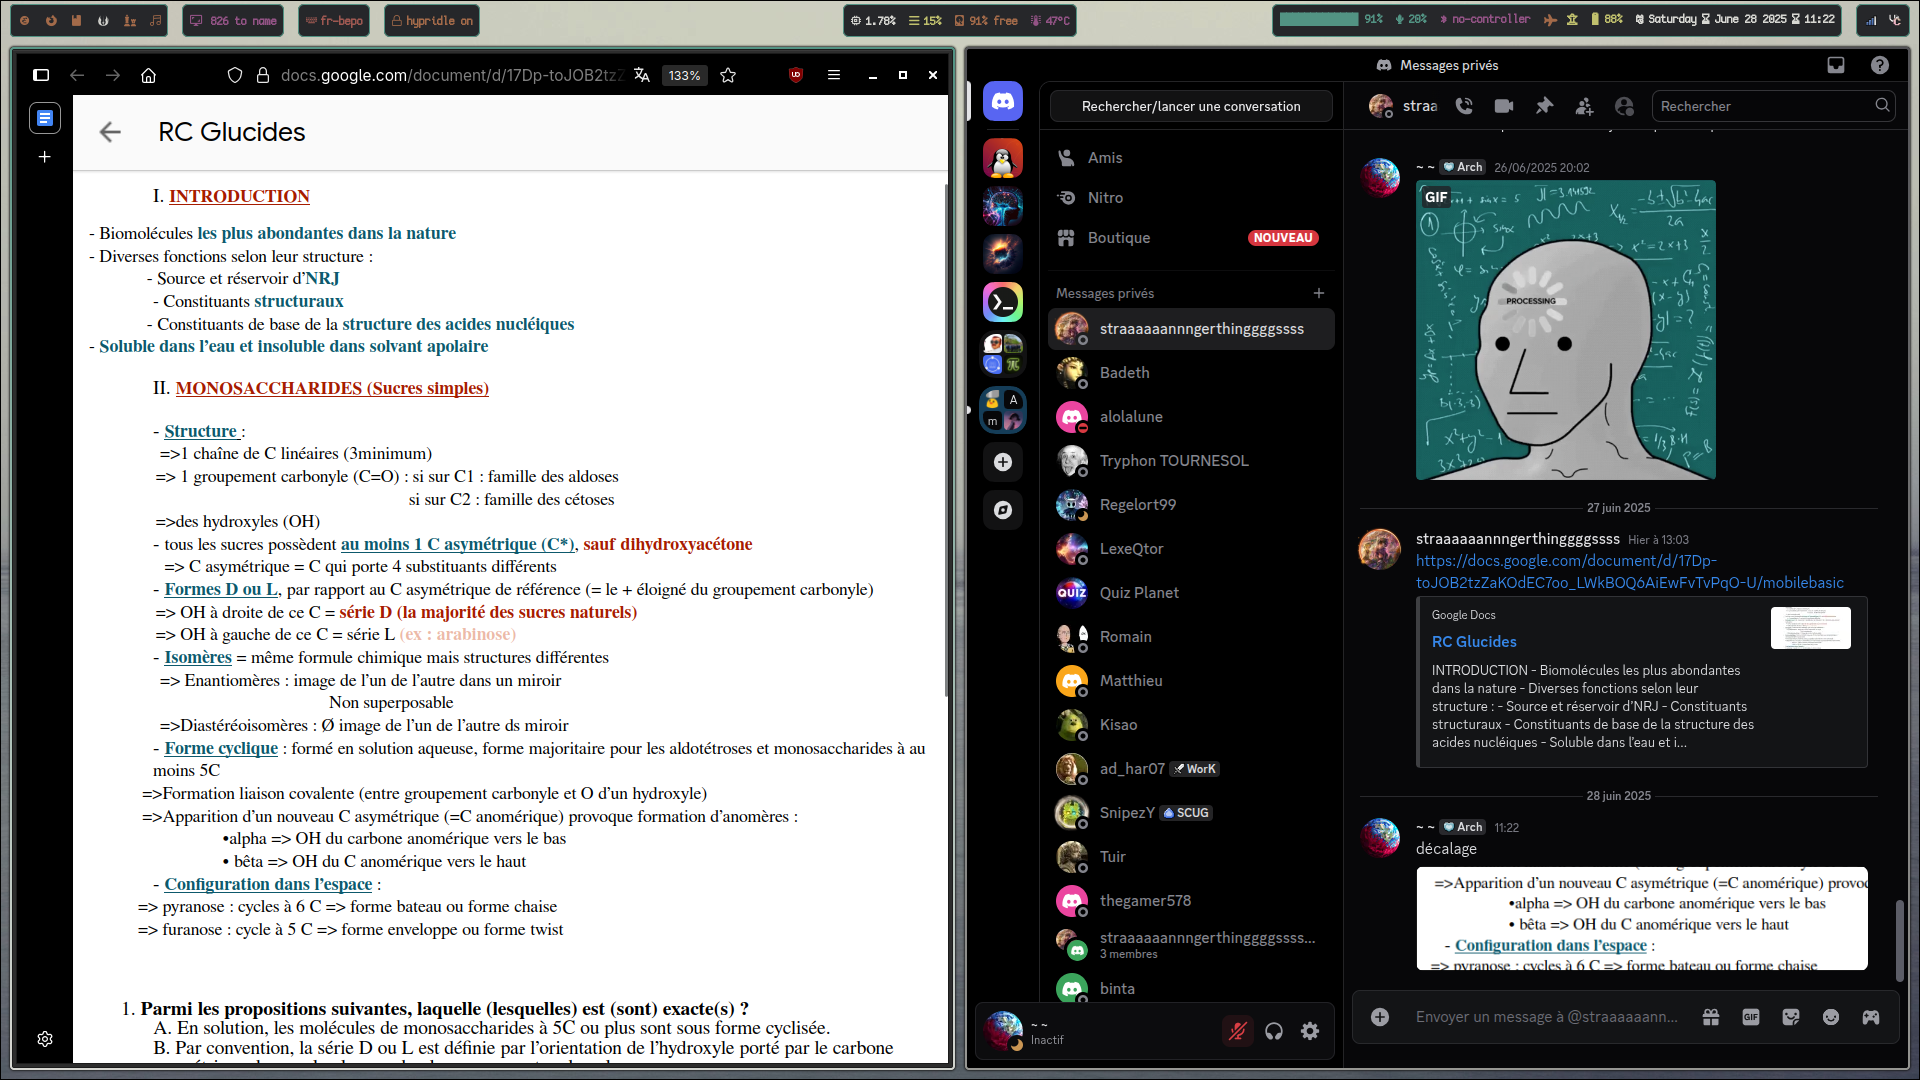 826 to name
fr-bepo
hypridle on
1.78%
15%
91% free
47°C
91%
20%
no-controller
88%
Saturday
June 28 2025
11:22
docs.google.com/document/d/17Dp-toJOB2tzZ
133%
RC Glucides
I. INTRODUCTION
- Biomolécules les plus abondantes dans la nature
- Diverses fonctions selon leur structure :
- Source et réservoir d'NRJ
- Constituants structuraux
- Constituants de base de la structure des acides nucléiques
- Soluble dans l'eau et insoluble dans solvant apolaire
II. MONOSACCHARIDES (Sucres simples)
- Structure :
=>1 chaîne de C linéaires (3minimum)
=> 1 groupement carbonyle (C=O) : si sur C1 : famille des aldoses
si sur C2 : famille des cétoses
=>des hydroxyles (OH)
- tous les sucres possèdent au moins 1 C asymétrique (C*), sauf dihydroxyacétone
=> C asymétrique = C qui porte 4 substituants différents
- Formes D ou L, par rapport au C asymétrique de référence (= le + éloigné du groupement carbonyle)
=> OH à droite de ce C = série D (la majorité des sucres naturels)
=> OH à gauche de ce C = série L (ex : arabinose)
- Isomères = même formule chimique mais structures différentes
=> Enantiomères : image de l'un de l'autre dans un miroir
Non superposable
=>Diastéréoisomères : Ø image de l'un de l'autre ds miroir
- Forme cyclique : formé en solution aqueuse, forme majoritaire pour les aldotétroses et monosaccharides à au
moins 5C
=>Formation liaison covalente (entre groupement carbonyle et O d'un hydroxyle)
=>Apparition d'un nouveau C asymétrique (=C anomérique) provoque formation d'anomères :
•alpha => OH du carbone anomérique vers le bas
• bêta => OH du C anomérique vers le haut
- Configuration dans l'espace :
=> pyranose : cycles à 6 C => forme bateau ou forme chaise
=> furanose : cycle à 5 C => forme enveloppe ou forme twist
1. Parmi les propositions suivantes, laquelle (lesquelles) est (sont) exacte(s) ?
A. En solution, les molécules de monosaccharides à 5C ou plus sont sous forme cyclisée.
B. Par convention, la série D ou L est définie par l'orientation de l'hydroxyle porté par le carbone
Messages privés
Rechercher/lancer une conversation
Amis
Nitro
Boutique
NOUVEAU
Messages privés
straaaaaannngerthinggggssss
Badeth
alolalune
Tryphon TOURNESOL
Regelort99
LexeQtor
QUIZ
Quiz Planet
Romain
Matthieu
Kisao
ad_har07
WorK
SnipezY
SCUG
Tuir
thegamer578
straaaaaannngerthinggggssss...
3 membres
binta
~ ~
Inactif
straa
Rechercher
~ ~ Arch 26/06/2025 20:02
GIF
PROCESSING
27 juin 2025
straaaaaannngerthinggggssss Hier à 13:03
https://docs.google.com/document/d/17Dp-
toJOB2tzZaKOdEC7oo_LWkBOQ6AiEwFvTvPqO-U/mobilebasic
Google Docs
RC Glucides
INTRODUCTION - Biomolécules les plus abondantes
dans la nature - Diverses fonctions selon leur
structure : - Source et réservoir d'NRJ - Constituants
structuraux - Constituants de base de la structure des
acides nucléiques - Soluble dans l'eau et i...
28 juin 2025
~ ~ Arch 11:22
décalage
=>Apparition d'un nouveau C asymétrique (=C anomérique) provoc
•alpha => OH du carbone anomérique vers le bas
• bêta => OH du C anomérique vers le haut
- Configuration dans l'espace :
=> pyranose : cycles à 6 C => forme bateau ou forme chaise
Envoyer un message à @straaaaaann...
GIF